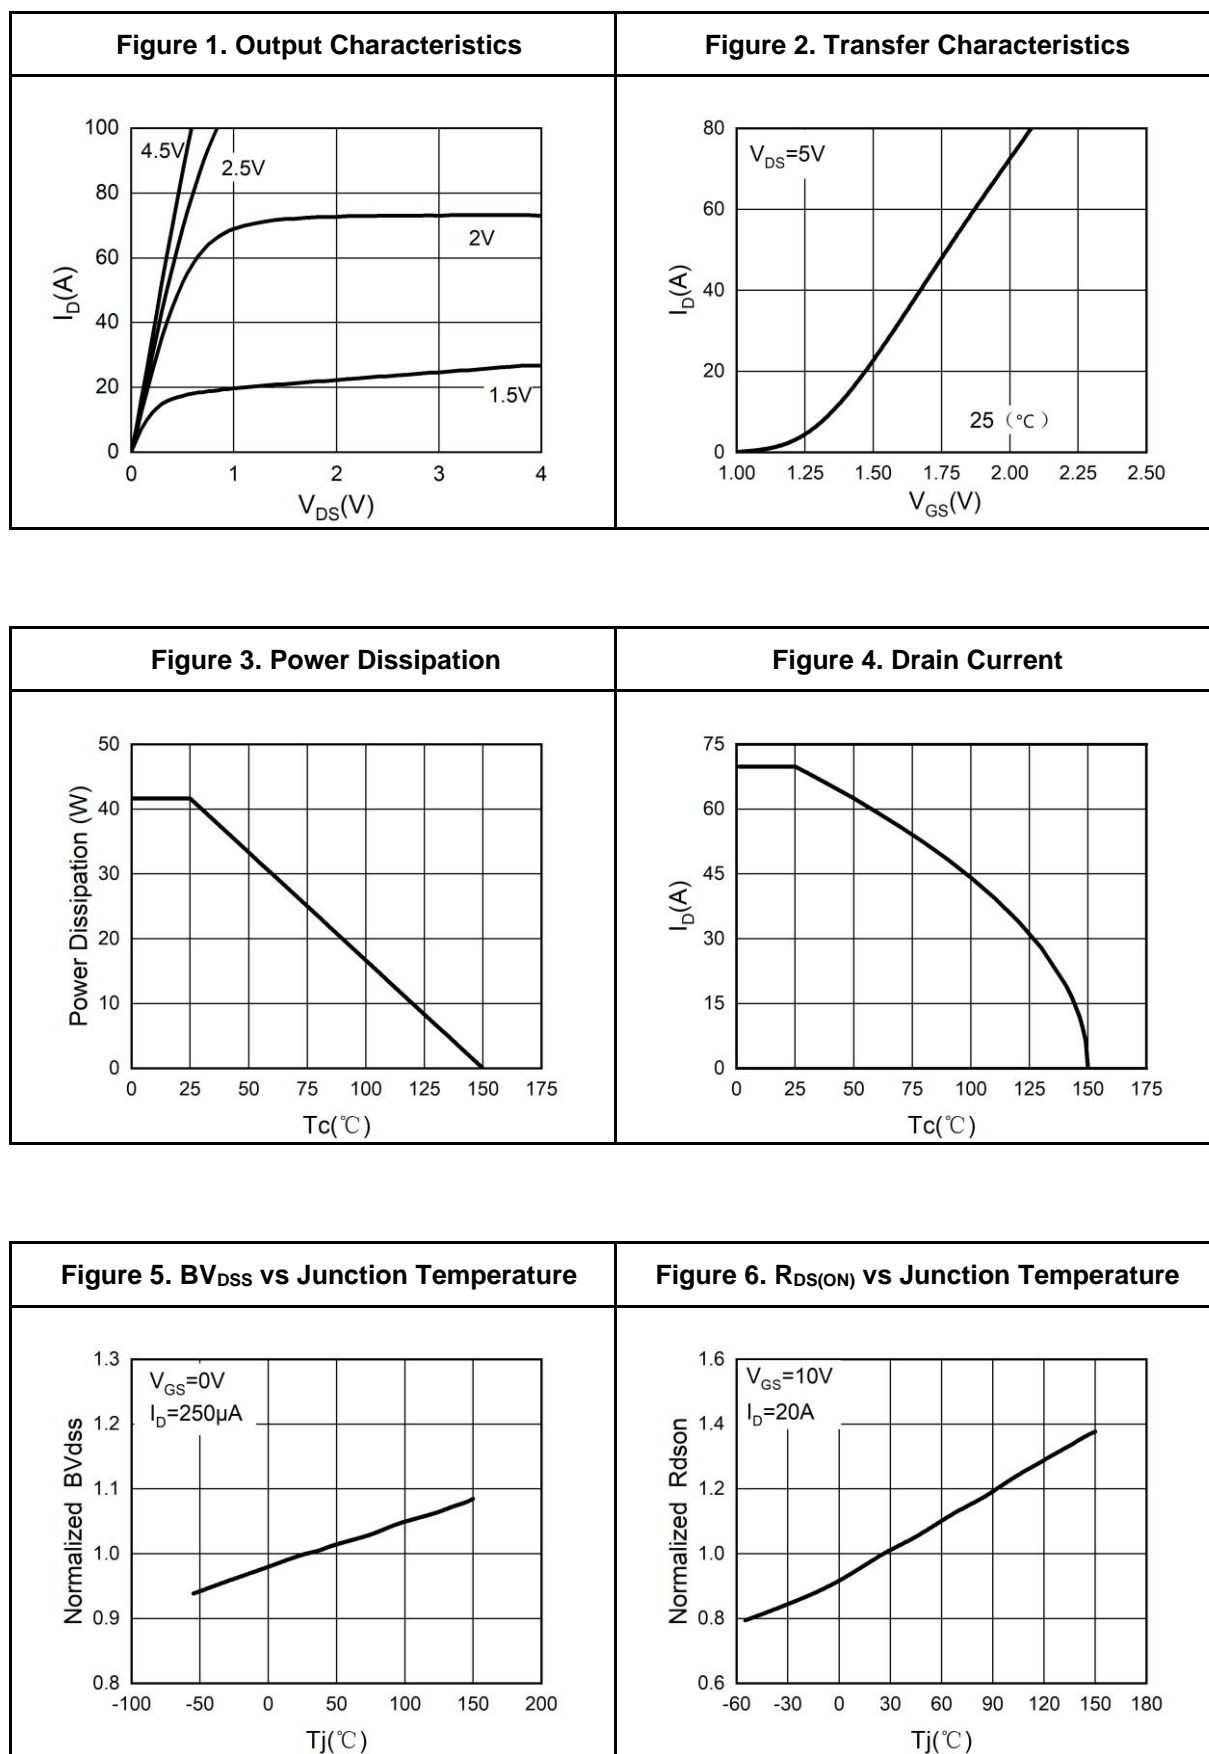 Figure 1. Output Characteristics
Figure 2. Transfer Characteristics
100
80
60
40
20
0
I_D(A)
4.5V
2.5V
2V
1.5V
0 1 2 3 4
V_DS(V)
80
60
40
20
0
I_D(A)
V_DS=5V
25（℃）
1.00 1.25 1.50 1.75 2.00 2.25 2.50
V_GS(V)
Figure 3. Power Dissipation
Figure 4. Drain Current
50
40
30
20
10
0
Power Dissipation (W)
0 25 50 75 100 125 150 175
Tc(℃)
75
60
45
30
15
0
I_D(A)
0 25 50 75 100 125 150 175
Tc(℃)
Figure 5. BV_DSS vs Junction Temperature
Figure 6. R_DS(ON) vs Junction Temperature
1.3
1.2
1.1
1.0
0.9
0.8
Normalized BVdss
V_GS=0V
I_D=250µA
-100 -50 0 50 100 150 200
Tj(℃)
1.6
1.4
1.2
1.0
0.8
0.6
Normalized Rdson
V_GS=10V
I_D=20A
-60 -30 0 30 60 90 120 150 180
Tj(℃)